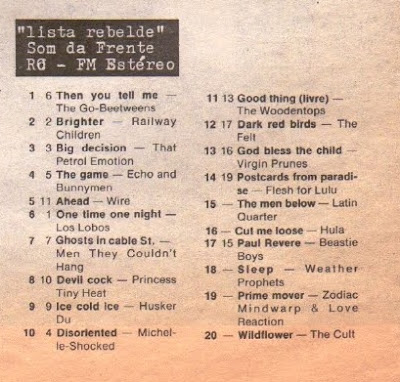 "lista rebelde"
Som da Frente
RC - FM Estéreo
1 6 Then you tell me —
The Go-Beetweens
2 2 Brighter — Railway
Children
3 3 Big decision — That
Petrol Emotion
4 5 The game — Echo and
Bunnymen
5 11 Ahead — Wire
6 1 One time one night —
Los Lobos
7 7 Ghosts in cable St. —
Men They Couldn't
Hang
8 10 Devil cock — Princess
Tiny Heat
9 9 Ice cold ice — Husker
Du
10 4 Disoriented — Michel-
le-Shocked
11 13 Good thing (livre) —
The Woodentops
12 17 Dark red birds — The
Felt
13 16 God bless the child —
Virgin Prunes
14 19 Postcards from paradi-
se — Flesh for Lulu
15 — The men below — Latin
Quarter
16 — Cut me loose — Hula
17 15 Paul Revere — Beastie
Boys
18 — Sleep — Weather
Prophets
19 — Prime mover — Zodiac
Mindwarp & Love
Reaction
20 — Wildflower — The Cult